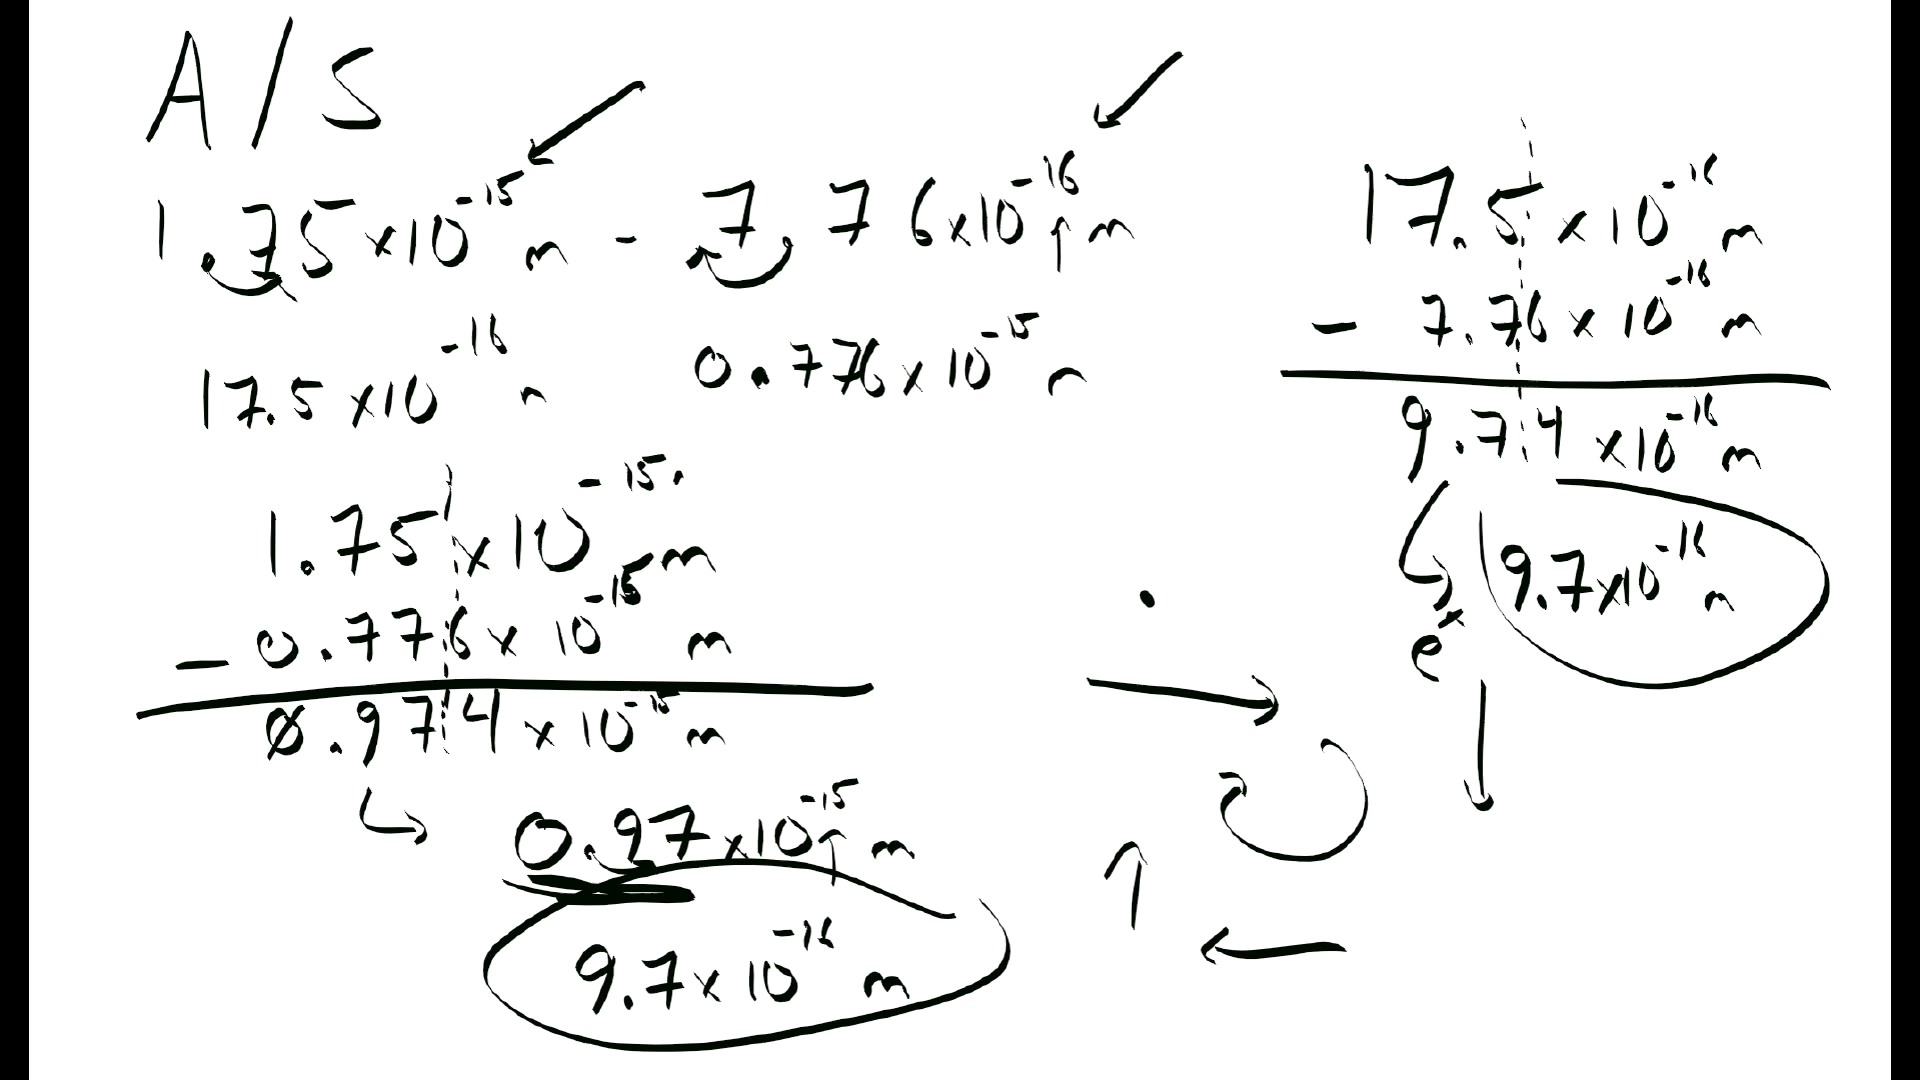 A/S
1.75×10⁻¹⁵ m - 7.76×10⁻¹⁶ m
17.5×10⁻¹⁶ m
0.776×10⁻¹⁵ m
1.75×10⁻¹⁵ m
- 0.776×10⁻¹⁵ m
0.974×10⁻¹⁵ m
0.97×10⁻¹⁵ m
9.7×10⁻¹⁶ m
17.5×10⁻¹⁶ m
- 7.76×10⁻¹⁶ m
9.74×10⁻¹⁶ m
9.7×10⁻¹⁶ m
eˣ